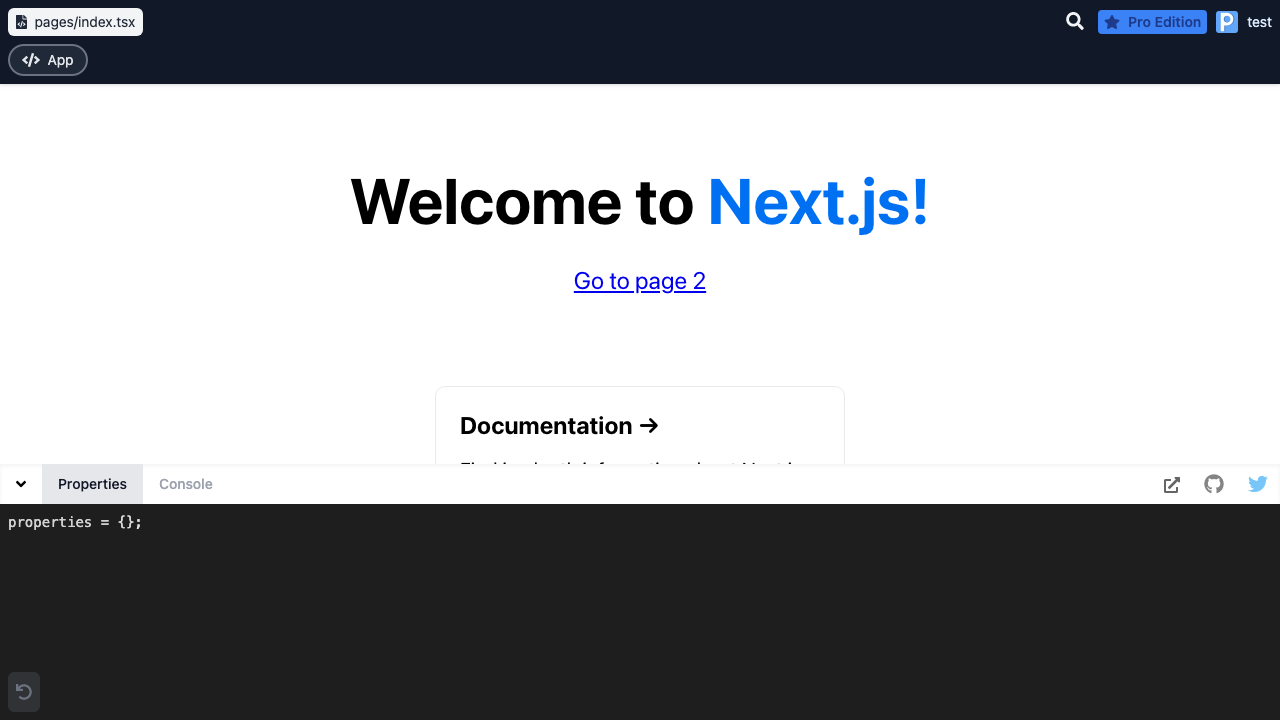 pages/index.tsx
Pro Edition
test
App
Welcome to Next.js!
Go to page 2
Documentation →
Properties
Console
properties = {};